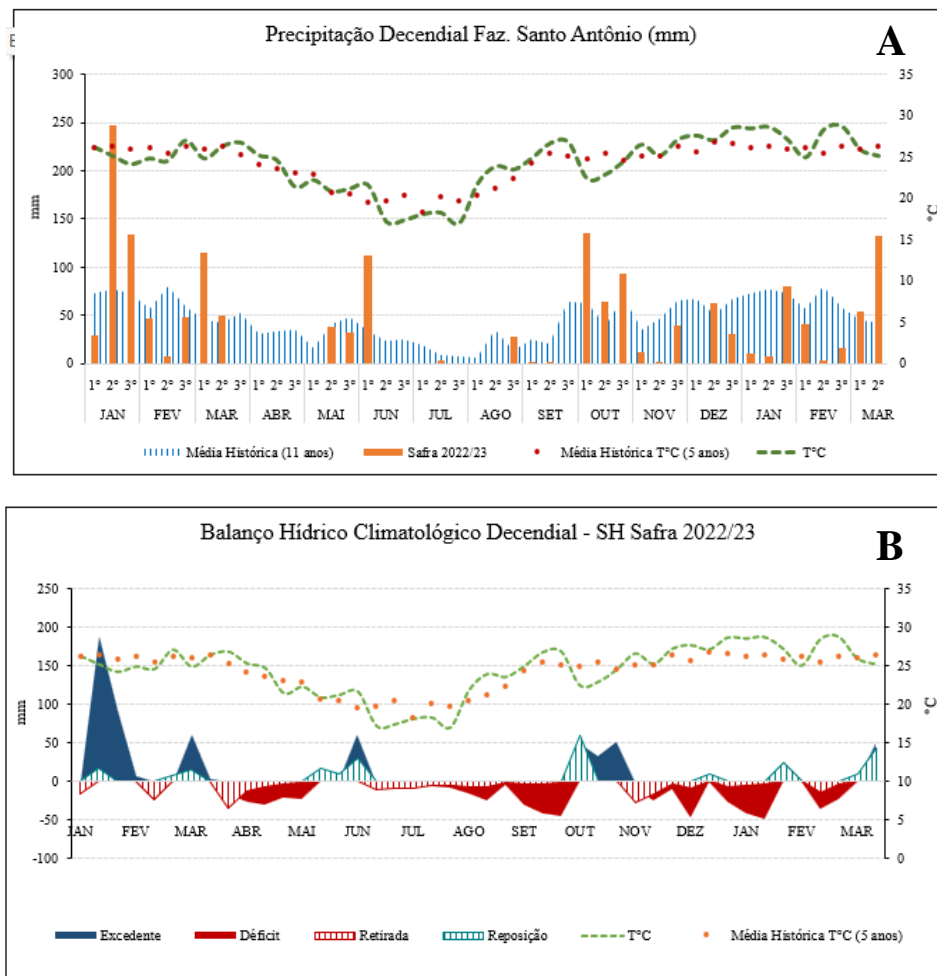 E
Precipitação Decendial Faz. Santo Antônio (mm)
A
300
250
200
150
100
50
0
mm
35
30
25
20
15
10
5
0
°C
1° 2° 3° 1° 2° 3° 1° 2° 3° 1° 2° 3° 1° 2° 3° 1° 2° 3° 1° 2° 3° 1° 2° 3° 1° 2° 3° 1° 2° 3° 1° 2° 3° 1° 2° 3° 1° 2° 3° 1° 2° 3° 1° 2°
JAN FEV MAR ABR MAI JUN JUL AGO SET OUT NOV DEZ JAN FEV MAR
Média Histórica (11 anos) Safra 2022/23 Média Histórica T°C (5 anos) T°C
Balanço Hídrico Climatológico Decendial - SH Safra 2022/23
B
250
200
150
100
50
0
-50
-100
mm
35
30
25
20
15
10
5
0
°C
JAN FEV MAR ABR MAI JUN JUL AGO SET OUT NOV DEZ JAN FEV MAR
Excedente Déficit Retirada Reposição T°C Média Histórica T°C (5 anos)